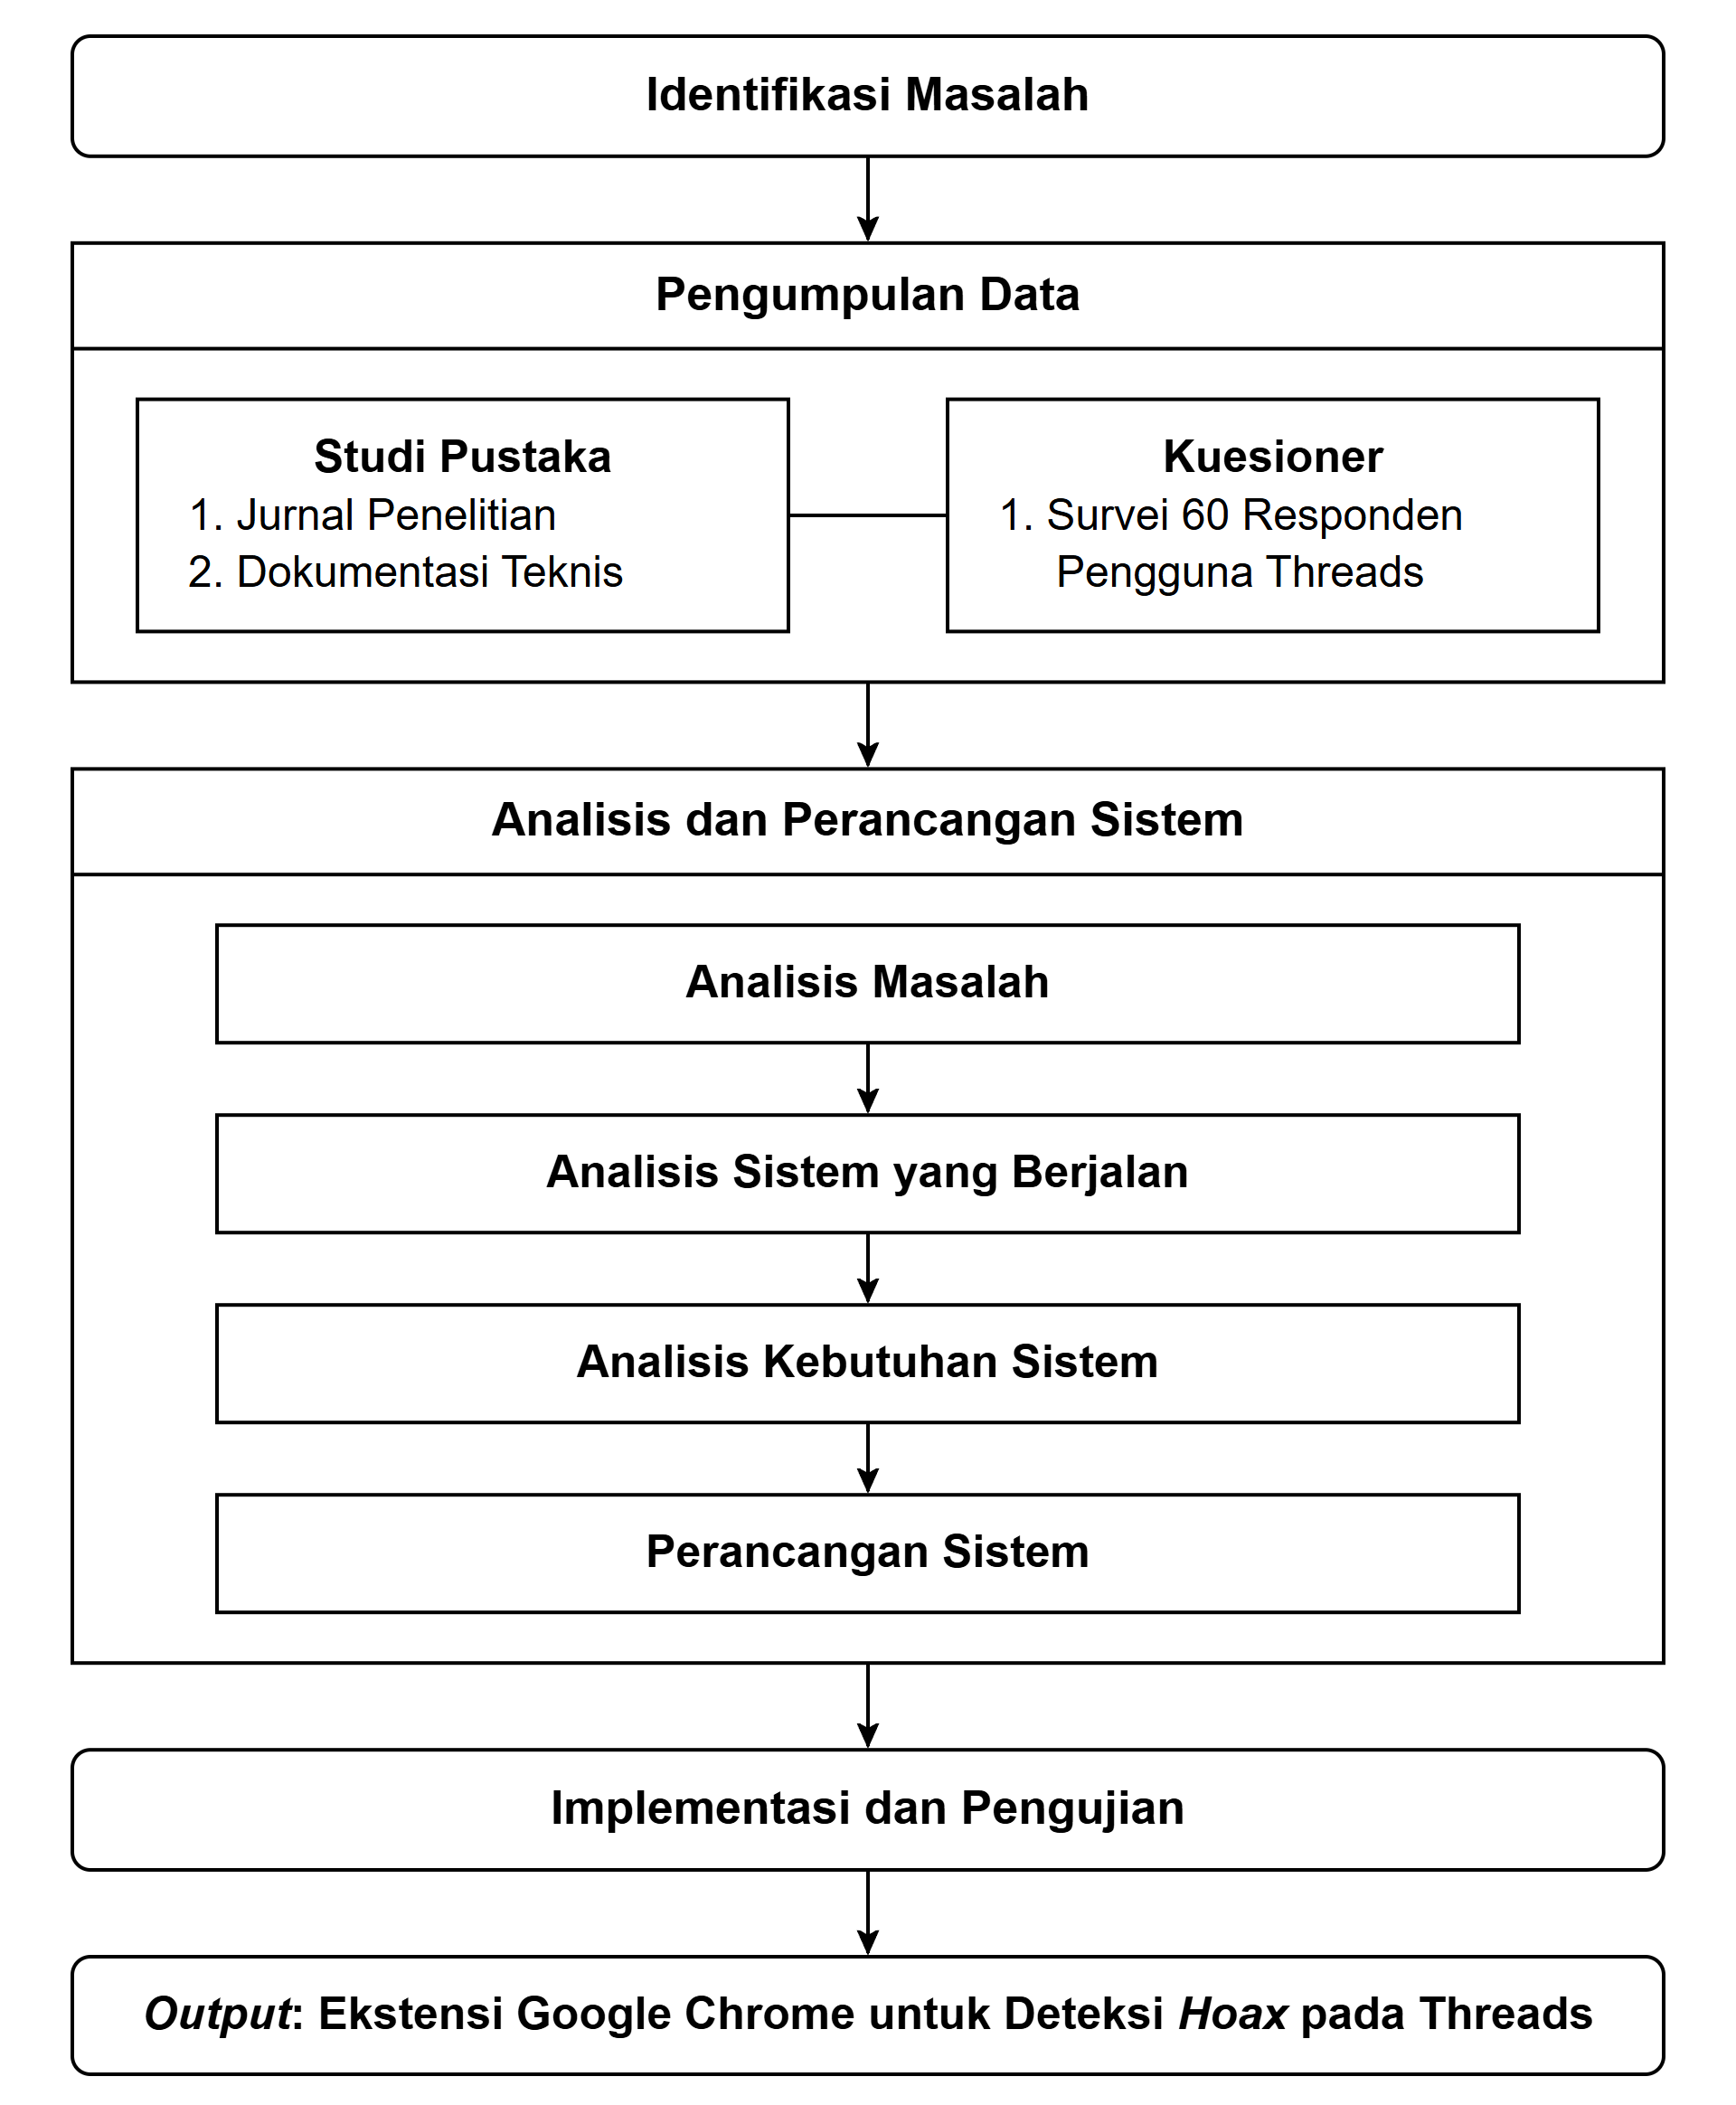 Identifikasi Masalah
Pengumpulan Data
Studi Pustaka
1. Jurnal Penelitian
2. Dokumentasi Teknis
Kuesioner
1. Survei 60 Responden
Pengguna Threads
Analisis dan Perancangan Sistem
Analisis Masalah
Analisis Sistem yang Berjalan
Analisis Kebutuhan Sistem
Perancangan Sistem
Implementasi dan Pengujian
Output: Ekstensi Google Chrome untuk Deteksi Hoax pada Threads